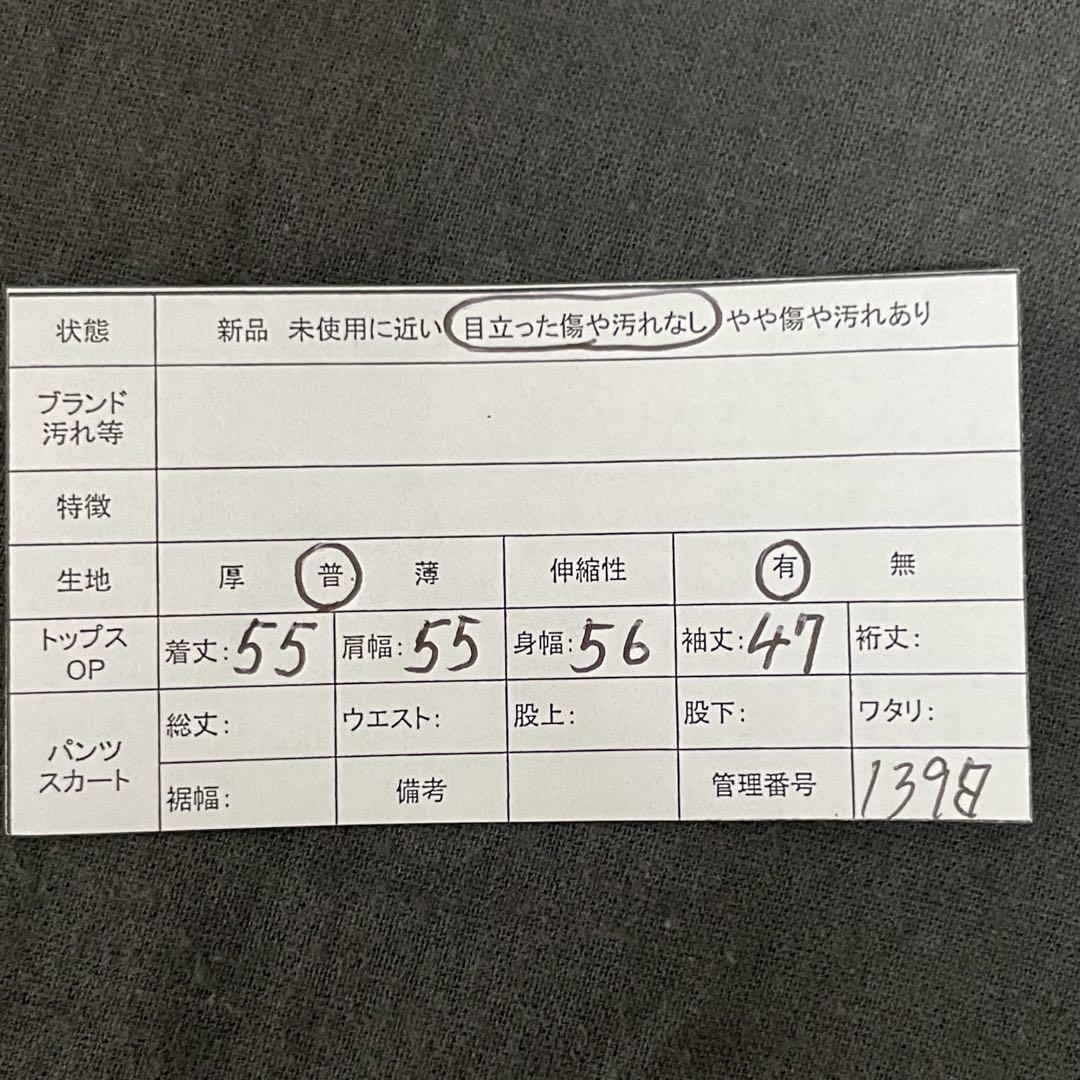 状態 新品 未使用に近い 目立った傷や汚れなし やや傷や汚れあり
ブランド
汚れ等
特徴
生地 厚 普 薄 伸縮性 有 無
トップス
OP
着丈:55 肩幅:55 身幅:56 袖丈:47 裄丈:
パンツ
スカート
総丈: ウエスト: 股上: 股下: ワタリ:
裾幅: 備考 管理番号